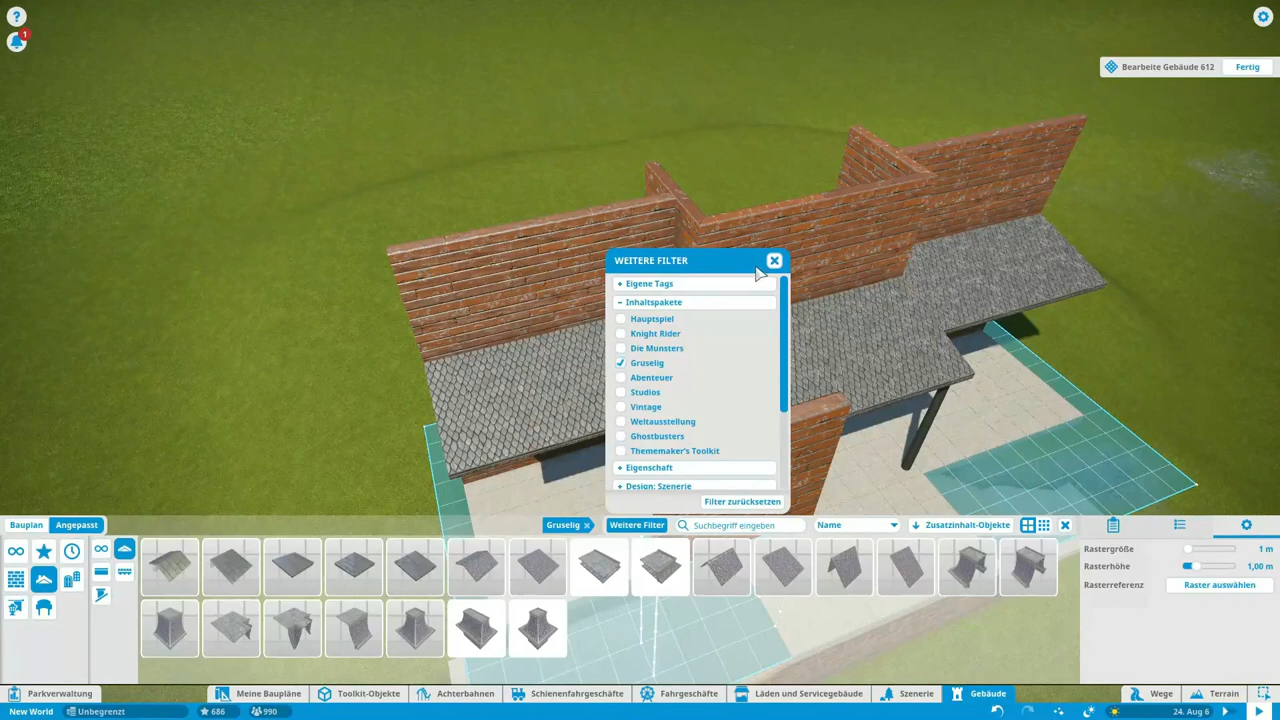 ?
1
Bearbeite Gebäude 612
Fertig
WEITERE FILTER
+ Eigene Tags
− Inhaltspakete
Hauptspiel
Knight Rider
Die Munsters
Gruselig
Abenteuer
Studios
Vintage
Weltausstellung
Ghostbusters
Thememaker's Toolkit
+ Eigenschaft
+ Design: Szenerie
Filter zurücksetzen
Bauplan Angepasst Gruselig × Weitere Filter Suchbegriff eingeben Name Zusatzinhalt-Objekte
Rastergröße 1 m
Rasterhöhe 1,00 m
Rasterreferenz Raster auswählen
Parkverwaltung Meine Baupläne Toolkit-Objekte Achterbahnen Schienenfahrgeschäfte Fahrgeschäfte Läden und Servicegebäude Szenerie Gebäude Wege Terrain
New World Unbegrenzt 686 990 24. Aug 6